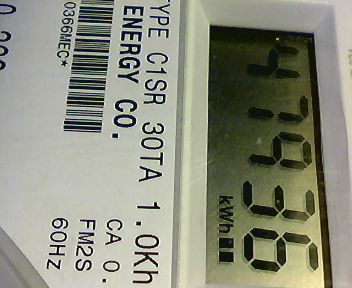 47936
kWh
TYPE C1SR 30TA 1.0Kh
ENERGY CO.
CA 0.
0366MEC*
FM2S
60Hz